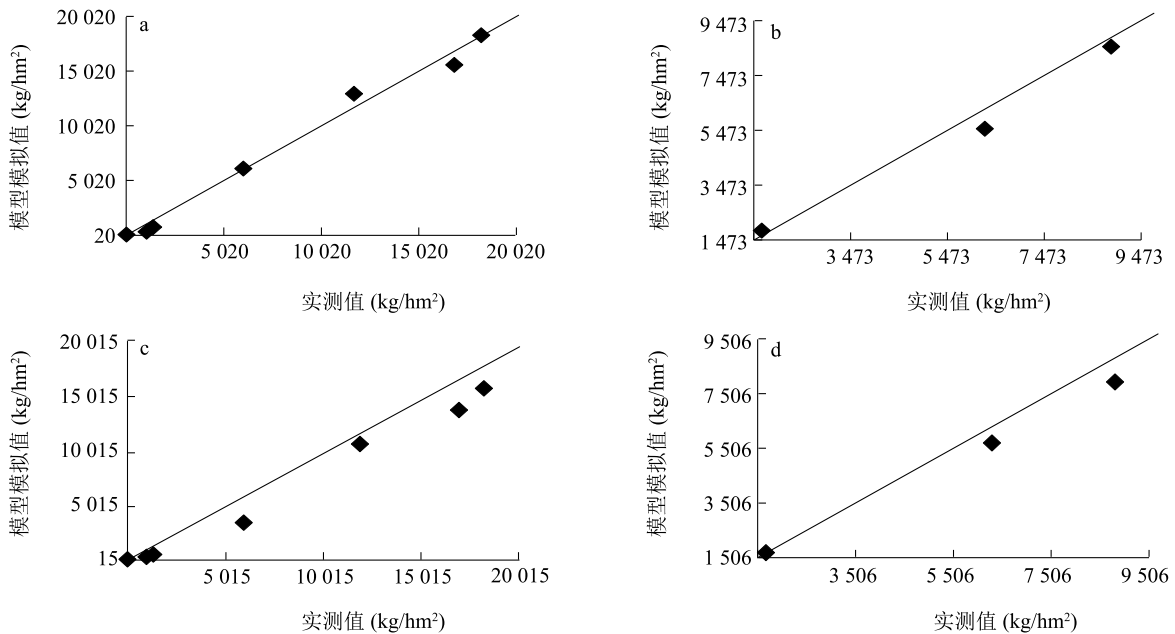 a
模型模拟值 (kg/hm²)
20 020
15 020
10 020
5 020
20
5 020 10 020 15 020 20 020
实测值 (kg/hm²)
b
模型模拟值 (kg/hm²)
9 473
7 473
5 473
3 473
1 473
3 473 5 473 7 473 9 473
实测值 (kg/hm²)
c
模型模拟值 (kg/hm²)
20 015
15 015
10 015
5 015
15
5 015 10 015 15 015 20 015
实测值 (kg/hm²)
d
模型模拟值 (kg/hm²)
9 506
7 506
5 506
3 506
1 506
3 506 5 506 7 506 9 506
实测值 (kg/hm²)